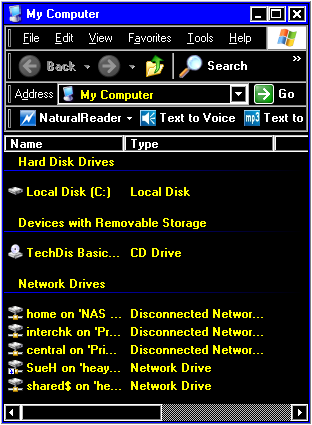 My Computer
File Edit View Favorites Tools Help
Back Search »
Address My Computer Go
NaturalReader Text to Voice mp3 Text to
Name Type
Hard Disk Drives
Local Disk (C:) Local Disk
Devices with Removable Storage
TechDis Basic... CD Drive
Network Drives
home on 'NAS ... Disconnected Networ...
interchk on 'Pr... Disconnected Networ...
central on 'Pri... Disconnected Networ...
SueH on 'heay... Network Drive
shared$ on 'he... Network Drive